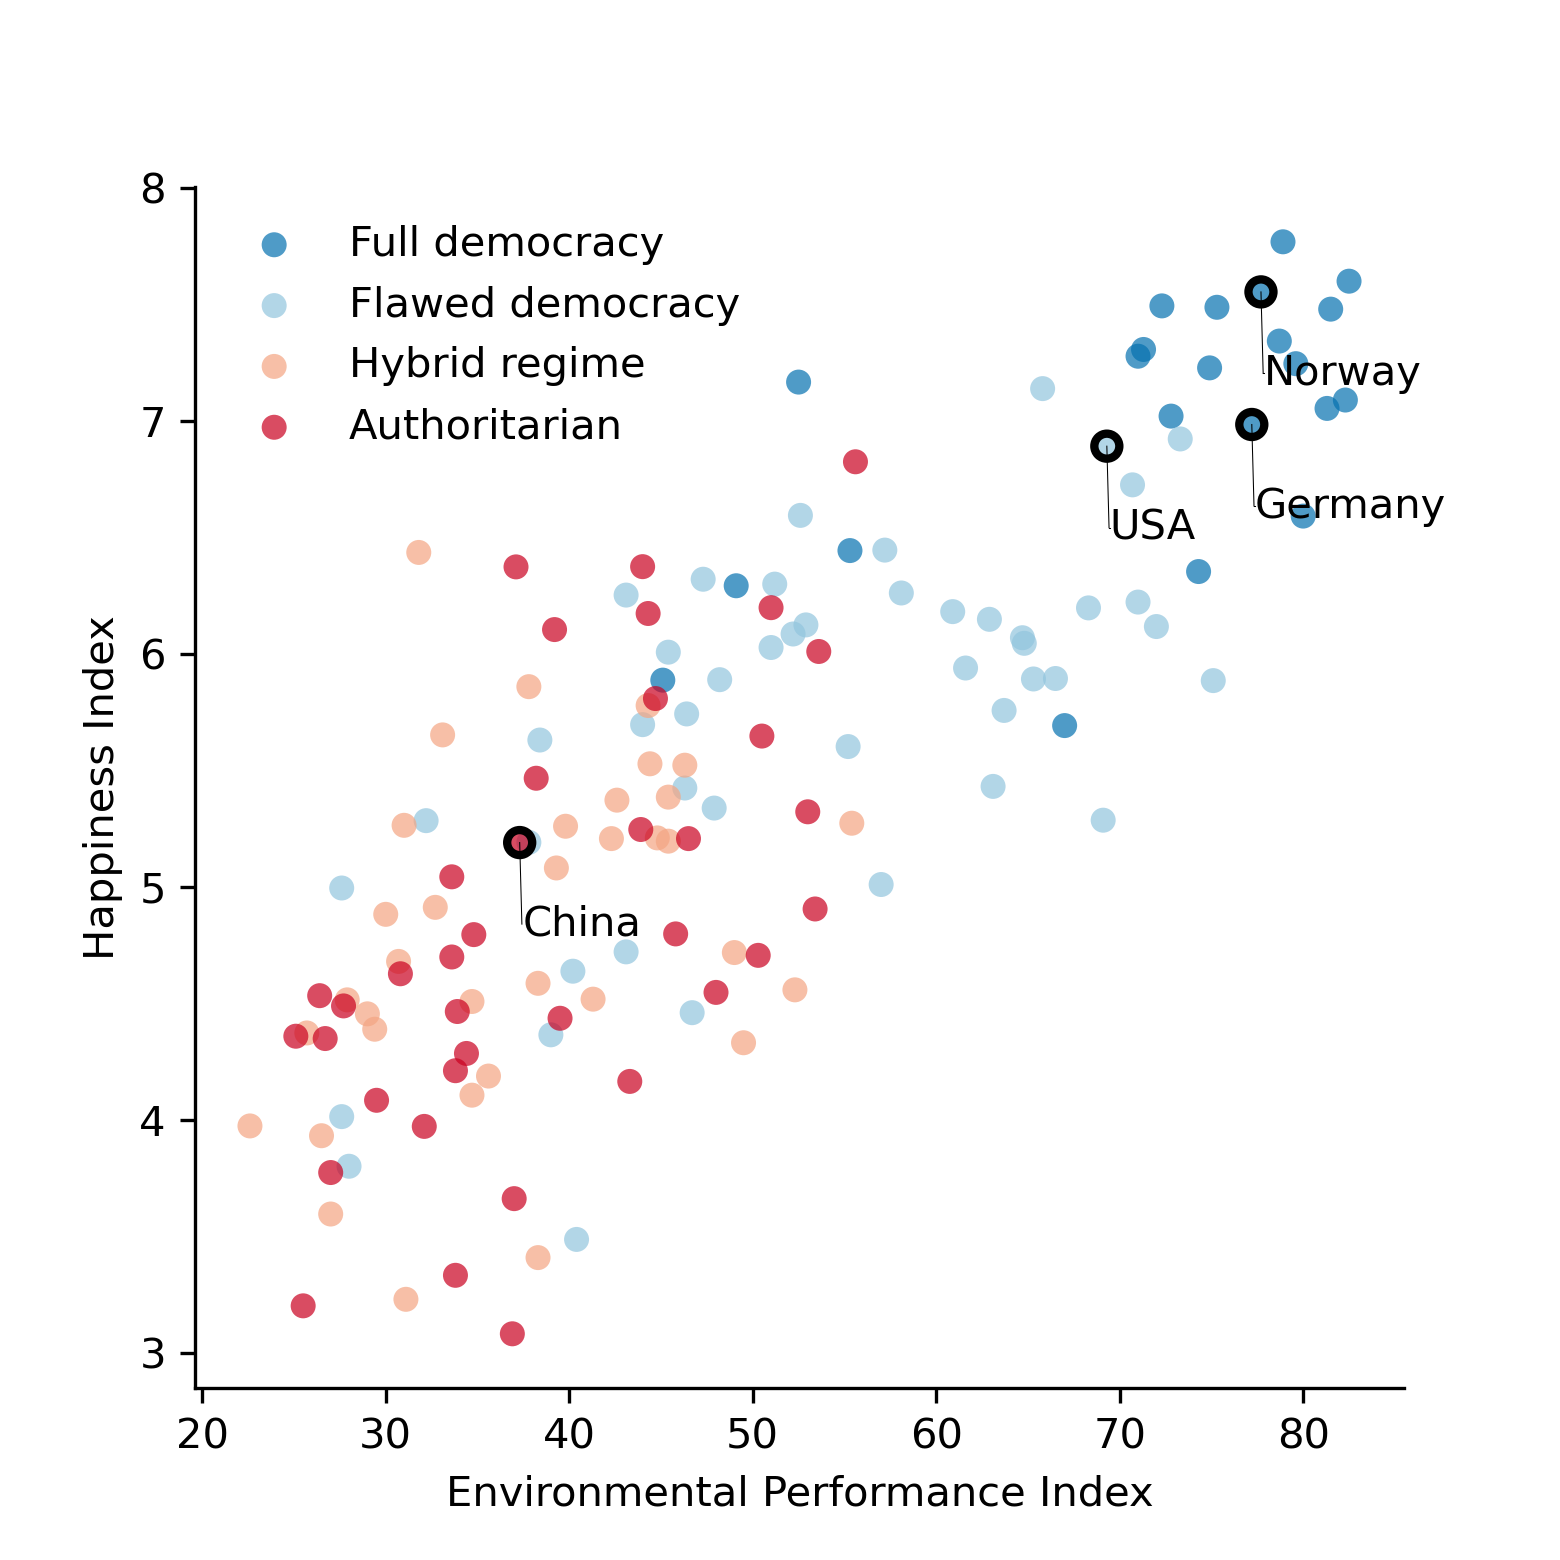 8
7
6
5
4
3
Happiness Index
Full democracy
Flawed democracy
Hybrid regime
Authoritarian
Norway
Germany
USA
China
20 30 40 50 60 70 80
Environmental Performance Index